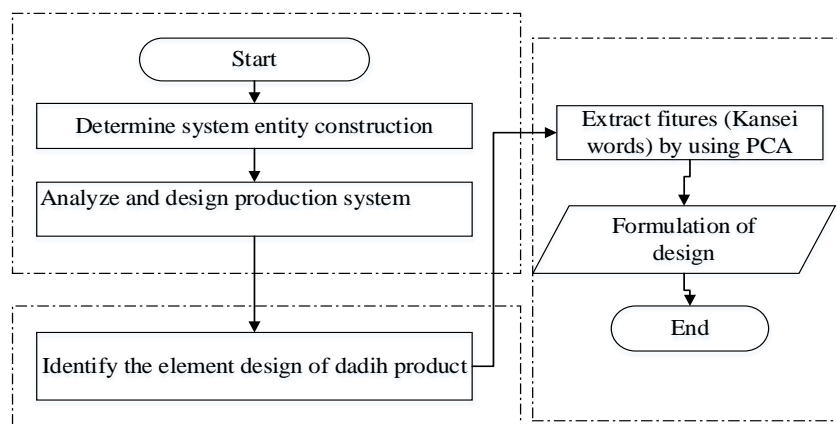 Start
Determine system entity construction
Analyze and design production system
Identify the element design of dadih product
Extract fitures (Kansei
words) by using PCA
Formulation of
design
End